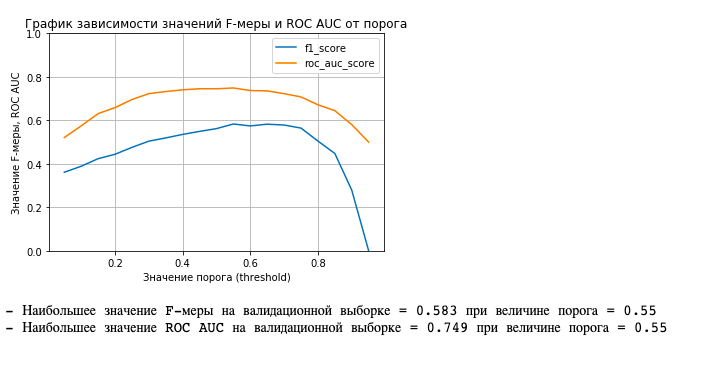 График зависимости значений F-меры и ROC AUC от порога
1.0
0.8
0.6
0.4
0.2
0.0
Значение F-меры, ROC AUC
f1_score
roc_auc_score
0.2 0.4 0.6 0.8
Значение порога (threshold)
- Наибольшее значение F-меры на валидационной выборке = 0.583 при величине порога = 0.55
- Наибольшее значение ROC AUC на валидационной выборке = 0.749 при величине порога = 0.55